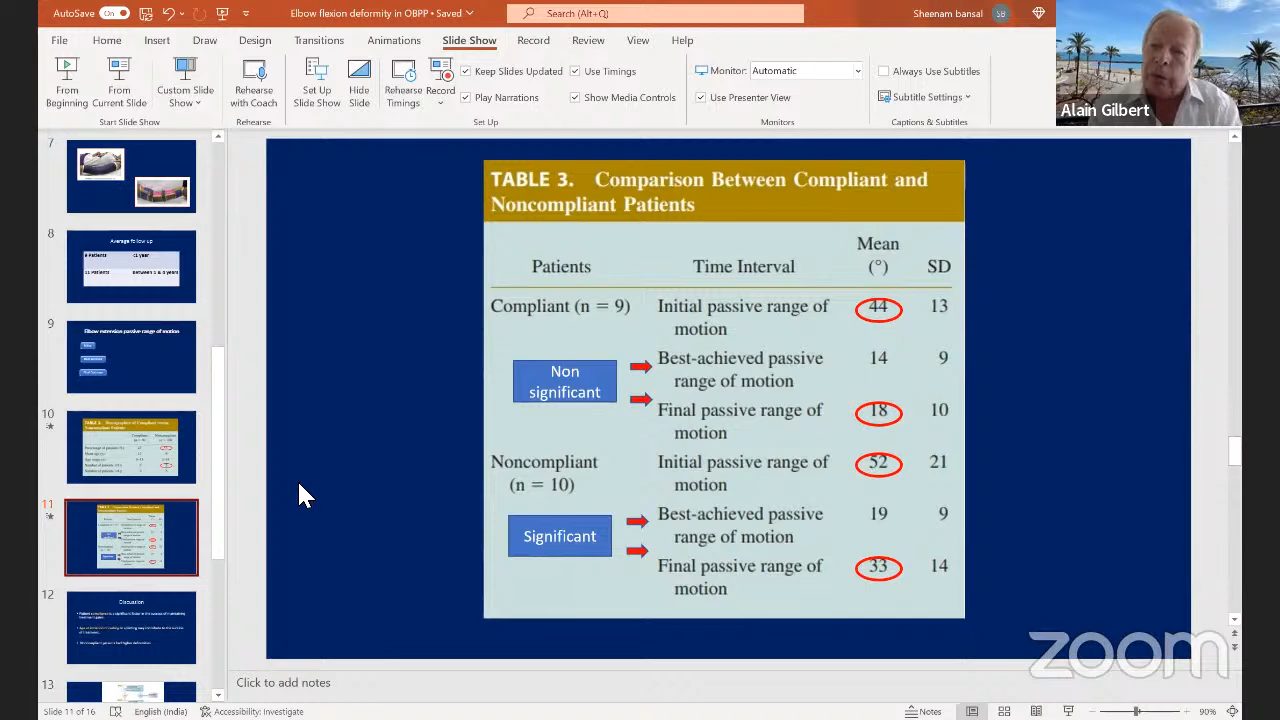 AutoSave On
Elbow flexion deformity in OBPP • Saved
Search (Alt+Q)
Sheenam bansal SB
File Home Insert Draw Design Transitions Animations Slide Show Record Review View Help
From Beginning
From Current Slide
Custom Slide Show
Start Slide Show
Rehearse with Coach
Rehearse
Set Up Slide Show
Hide Slide
Rehearse Timings
Record
Keep Slides Updated
Use Timings
Play Narrations
Show Media Controls
Set Up
Monitor: Automatic
Use Presenter View
Monitors
Always Use Subtitles
Subtitle Settings
Captions & Subtitles
Alain Gilbert
7
8
Average follow up
9 Patients <1 year
11 Patients
9
Elbow extension passive range of motion
10
11
12
Discussion
13
TABLE 3. Comparison Between Compliant and
Noncompliant Patients
Mean
Patients Time Interval (°) SD
Compliant (n = 9) Initial passive range of 44 13
motion
Non
significant
Best-achieved passive 14 9
range of motion
Final passive range of 18 10
motion
Noncompliant Initial passive range of 52 21
(n = 10) motion
Significant
Best-achieved passive 19 9
range of motion
Final passive range of 33 14
motion
zoom
Click to add notes
Slide 11 of 16 English (India) Accessibility: Investigate Notes 90%